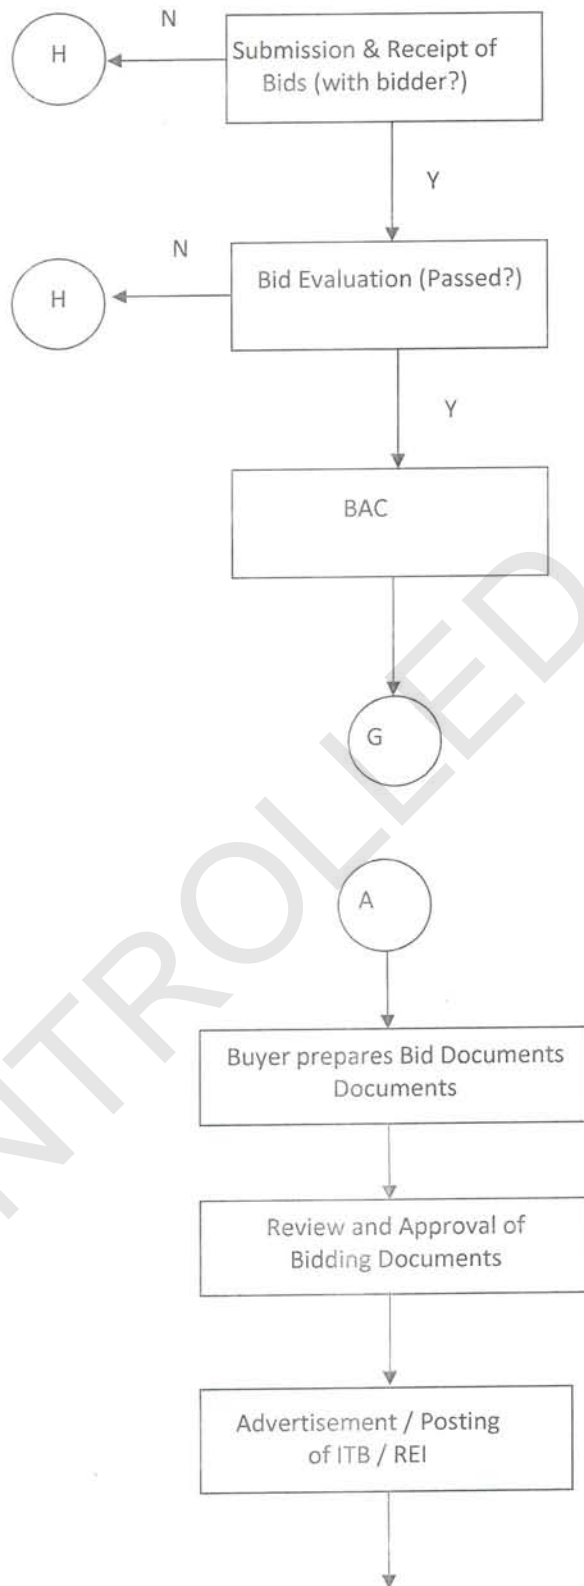 N
H
Submission & Receipt of
Bids (with bidder?)
Y
N
H
Bid Evaluation (Passed?)
Y
BAC
G
A
Buyer prepares Bid Documents
Documents
Review and Approval of
Bidding Documents
Advertisement / Posting
of ITB / REI
NTROLLED